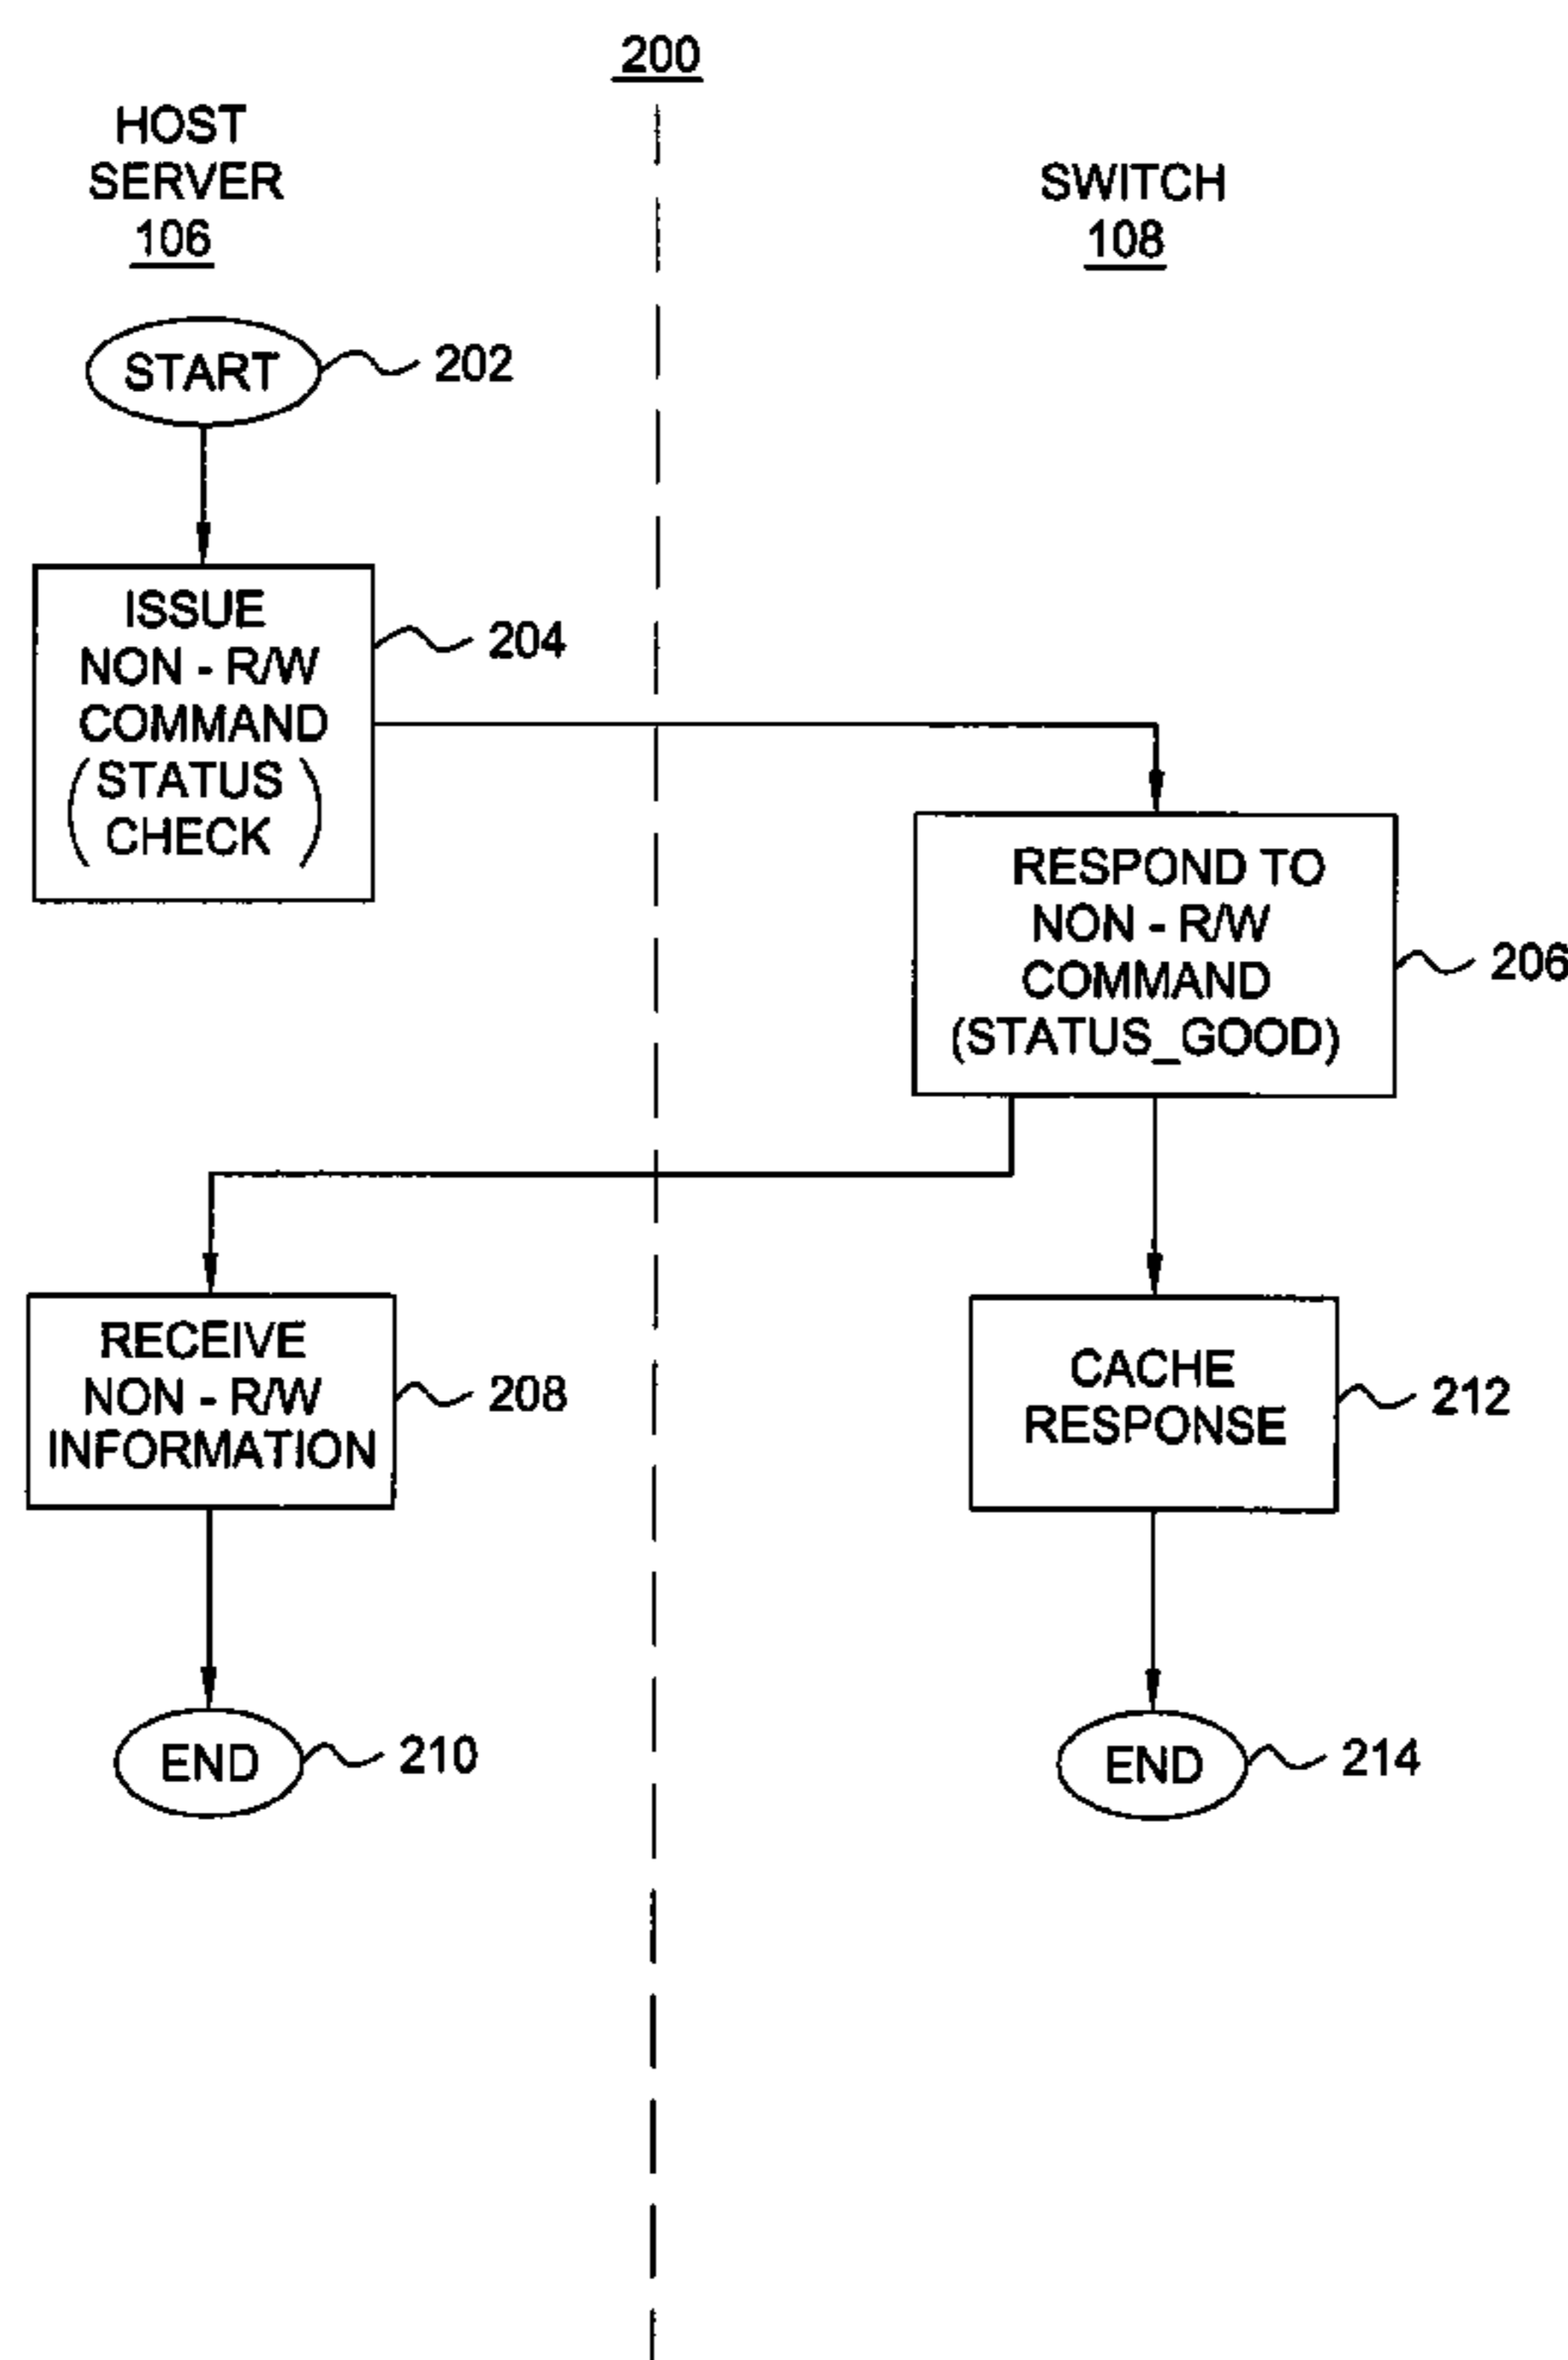 200
HOST
SERVER
106
SWITCH
108
START
202
ISSUE
NON - R/W
COMMAND
(STATUS
CHECK)
204
RESPOND TO
NON - R/W
COMMAND
(STATUS_GOOD)
206
RECEIVE
NON - R/W
INFORMATION
208
CACHE
RESPONSE
212
END
210
END
214